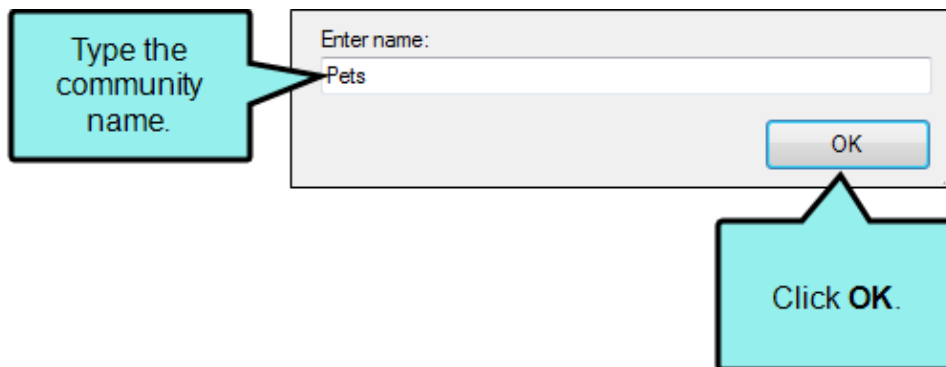 Type the
community
name.
Enter name:
Pets
OK
Click OK.